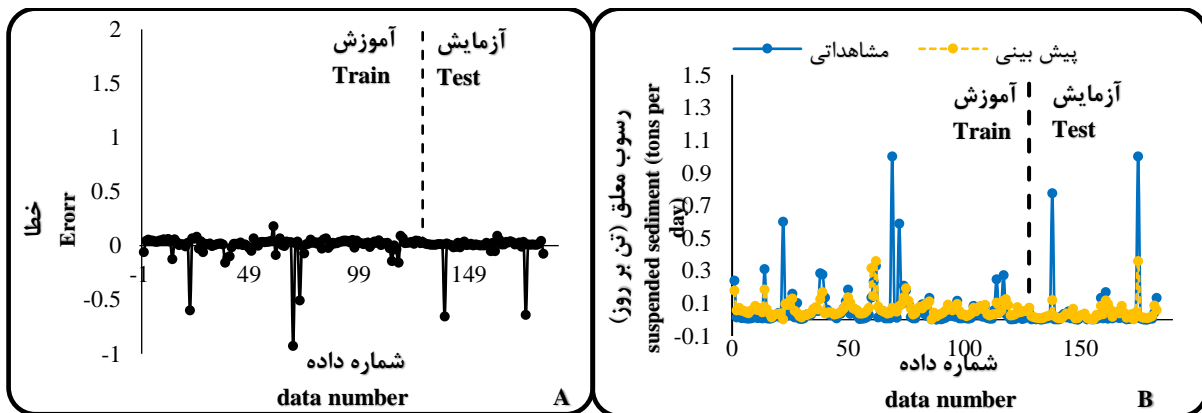 2
1.5
1
0.5
0
-0.5
-1
-1 49 99 149
خطا
Erorr
آموزش
Train
آزمایش
Test
شماره داده
data number
A
مشاهداتی
پیش بینی
1.5
1.3
1.1
0.9
0.7
0.5
0.3
0.1
-0.1
0 50 100 150
رسوب معلق (تن بر روز)
suspended sediment (tons per
day)
آموزش
Train
آزمایش
Test
شماره داده
data number
B